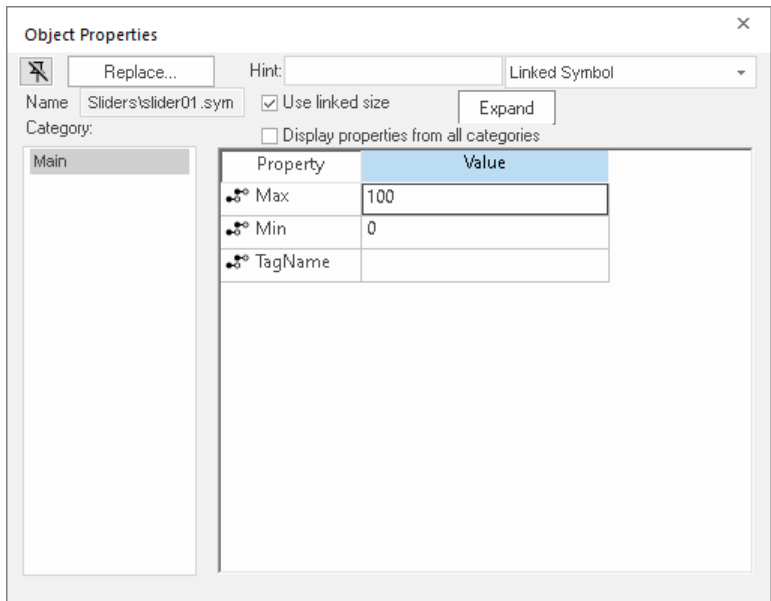 Object Properties
Replace... Hint: Linked Symbol
Name Sliders\slider01.sym Use linked size Expand
Category: Display properties from all categories
Main Property Value
Max 100
Min 0
TagName